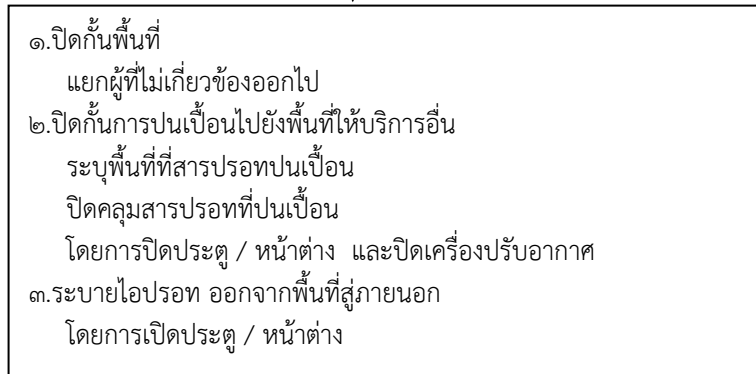 ๑.ปิดกั้นพื้นที่
แยกผู้ที่ไม่เกี่ยวข้องออกไป
๒.ปิดกั้นการปนเปื้อนไปยังพื้นที่ให้บริการอื่น
ระบุพื้นที่ที่สารปรอทปนเปื้อน
ปิดคลุมสารปรอทที่ปนเปื้อน
โดยการปิดประตู / หน้าต่าง และปิดเครื่องปรับอากาศ
๓.ระบายไอปรอท ออกจากพื้นที่สู่ภายนอก
โดยการเปิดประตู / หน้าต่าง